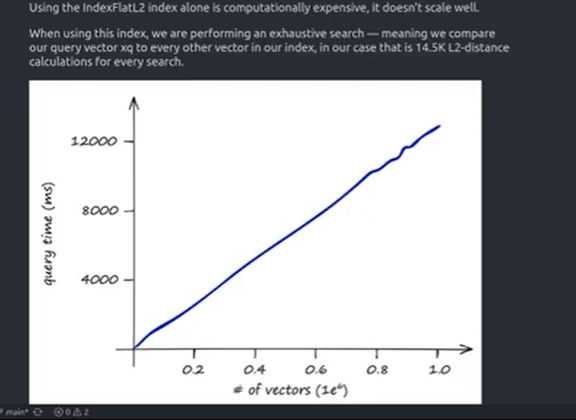 Using the IndexFlatL2 index alone is computationally expensive, it doesn't scale well.
When using this index, we are performing an exhaustive search — meaning we compare
our query vector xq to every other vector in our index, in our case that is 14.5K L2-distance
calculations for every search.
12000
8000
4000
query time (ms)
0.2 0.4 0.6 0.8 1.0
# of vectors (1e⁶)
main* 0 2